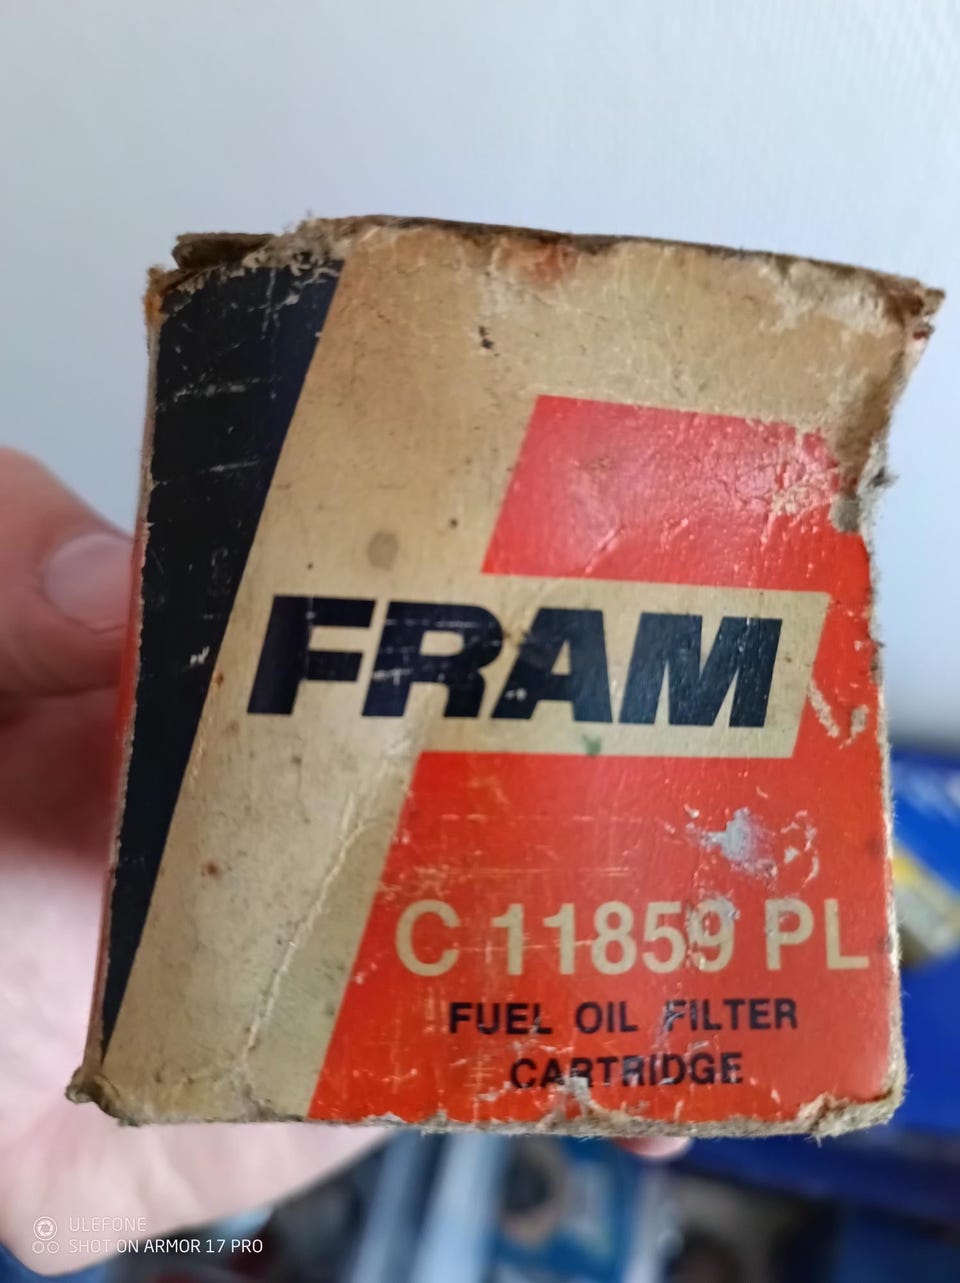 FRAM
C 11859 PL
FUEL OIL FILTER
CARTRIDGE
ULEFONE
SHOT ON ARMOR 17 PRO